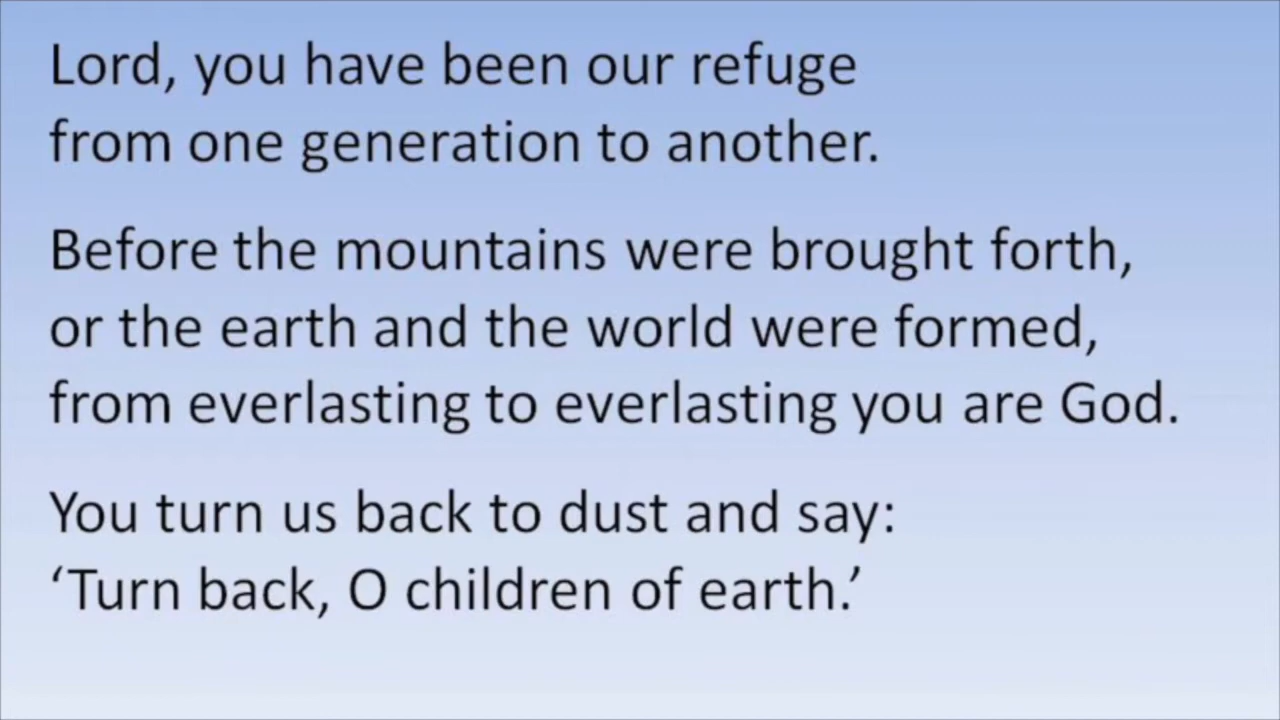 Lord, you have been our refuge
from one generation to another.
Before the mountains were brought forth,
or the earth and the world were formed,
from everlasting to everlasting you are God.
You turn us back to dust and say:
‘Turn back, O children of earth.’